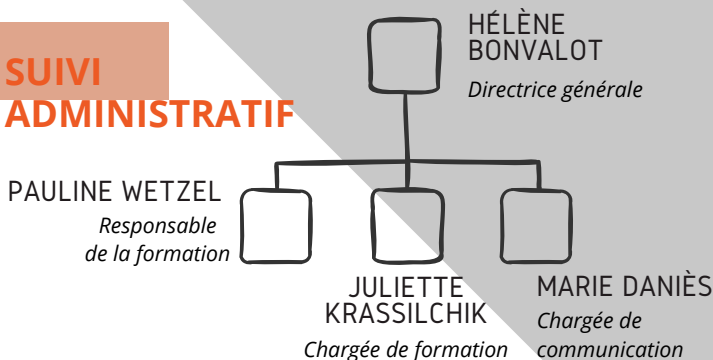 SUIVI
ADMINISTRATIF
HÉLÈNE
BONVALOT
Directrice générale
PAULINE WETZEL
Responsable
de la formation
JULIETTE
KRASSILCHIK
Chargée de formation
MARIE DANIÈS
Chargée de
communication